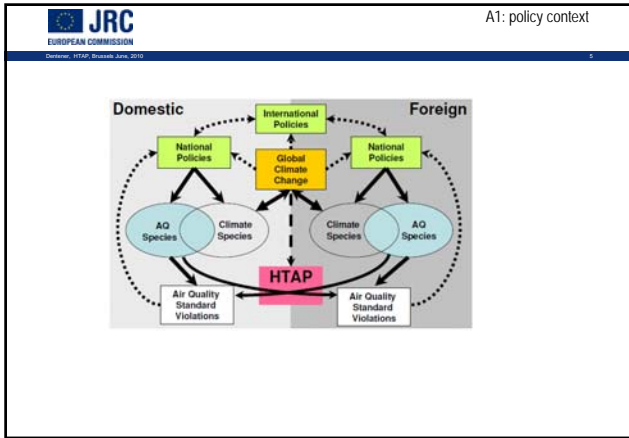 JRC
EUROPEAN COMMISSION
A1: policy context
Dentener, HTAP, Brussels June, 2010
5
Domestic
Foreign
International
Policies
National
Policies
Global
Climate
Change
National
Policies
AQ
Species
Climate
Species
Climate
Species
AQ
Species
HTAP
Air Quality
Standard
Violations
Air Quality
Standard
Violations